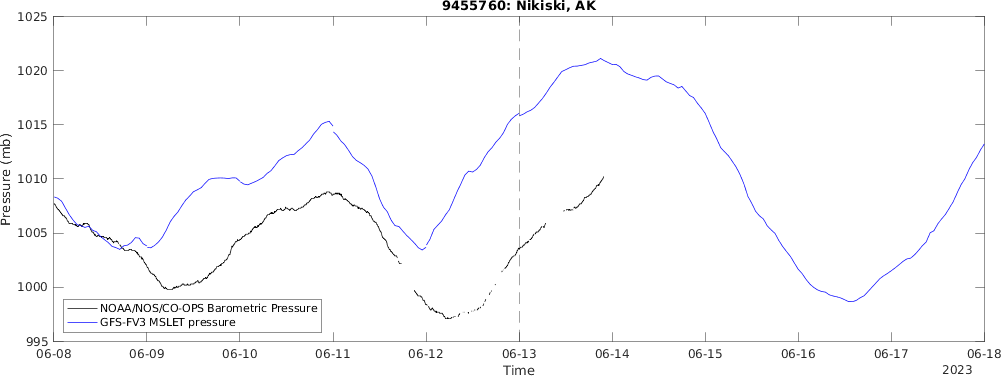 9455760: Nikiski, AK
Pressure (mb)
1025
1020
1015
1010
1005
1000
995
NOAA/NOS/CO-OPS Barometric Pressure
GFS-FV3 MSLET pressure
06-08 06-09 06-10 06-11 06-12 06-13 06-14 06-15 06-16 06-17 06-18
Time
2023